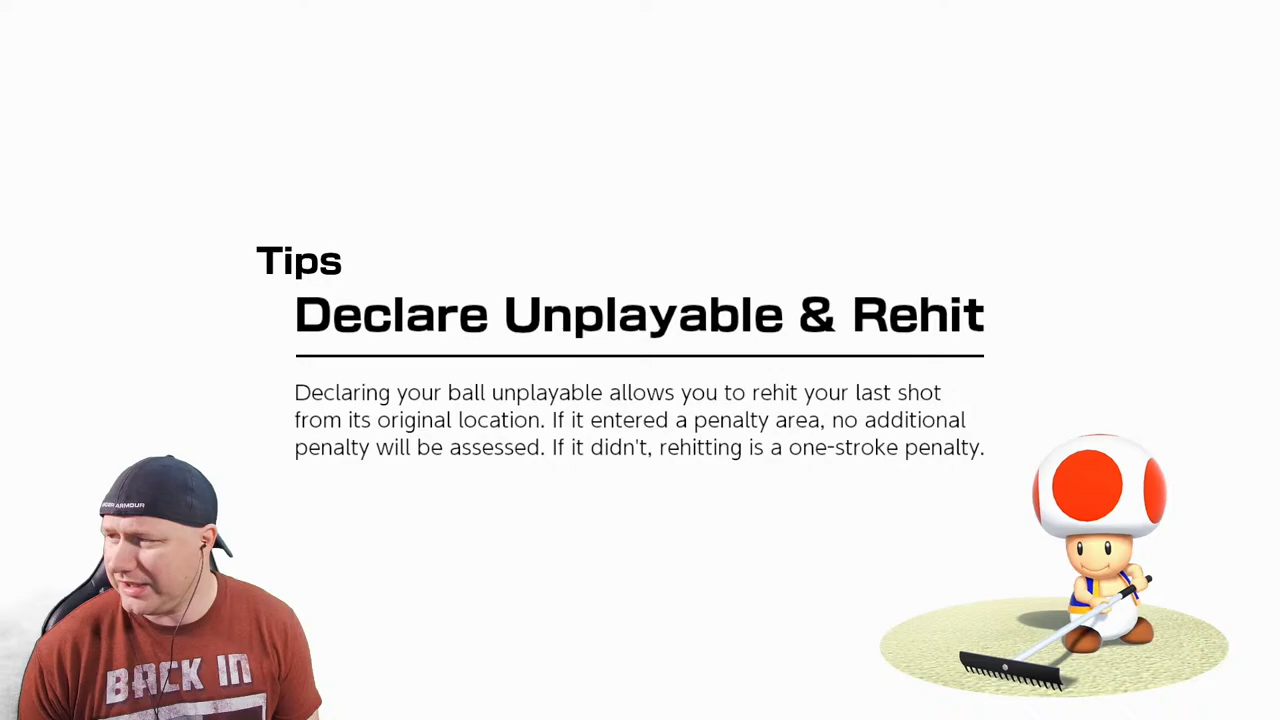 Tips
Declare Unplayable & Rehit
Declaring your ball unplayable allows you to rehit your last shot
from its original location. If it entered a penalty area, no additional
penalty will be assessed. If it didn't, rehitting is a one-stroke penalty.
UNDER ARMOUR
BACK IN